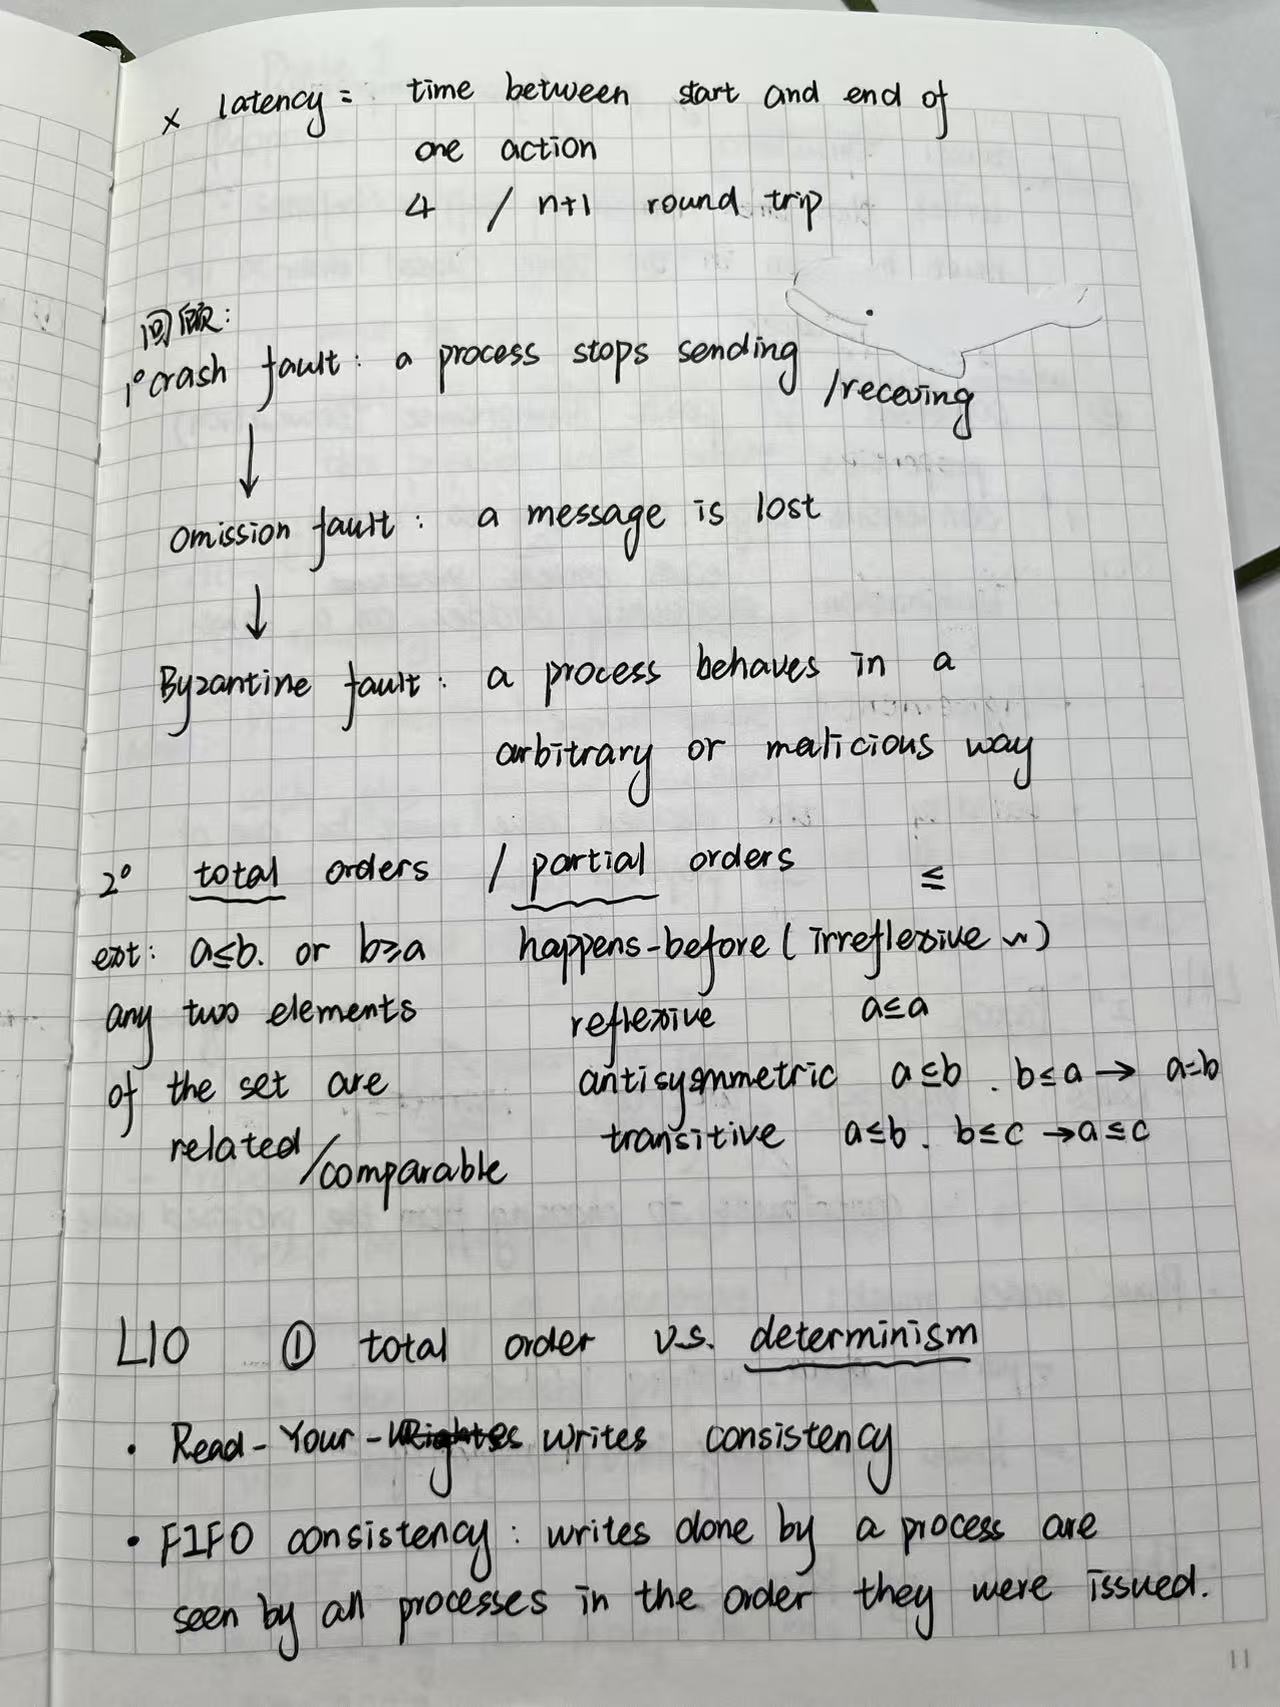 × latency = time between start and end of
one action
4 / n+1 round trip
回顾:
1° crash fault: a process stops sending
/receving
↓
omission fault: a message is lost
↓
Byzantine fault: a process behaves in a
arbitrary or malicious way
2° total orders / partial orders ≤
ext: a≤b. or b≥a happens-before (irreflexive ~)
any two elements reflexive a≤a
of the set are antisymmetric a≤b. b≤a → a=b
related/comparable transitive a≤b. b≤c → a≤c
L10 ① total order v.s. determinism
• Read-Your-writes consistency
• FIFO consistency: writes done by a process are
seen by all processes in the order they were issued.
11